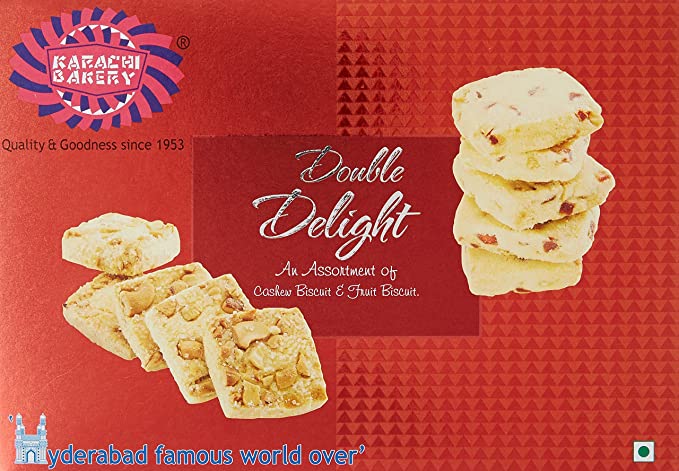 KARACHI
BAKERY
®
Quality & Goodness since 1953
Double
Delight
An Assortment of
Cashew Biscuit & Fruit Biscuit.
'Hyderabad famous world over'